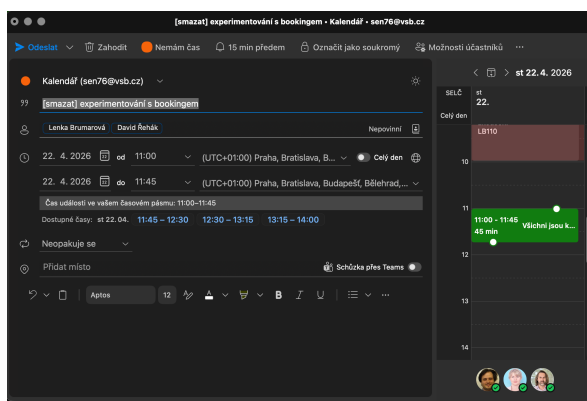 [smazat] experimentování s bookingem • Kalendář • sen76@vsb.cz
Odeslat Zahodit Nemám čas 15 min předem Označit jako soukromý Možnosti účastníků ...
Kalendář (sen76@vsb.cz)
[smazat] experimentování s bookingem
Lenka Brumarová David Řehák Nepovinní
22. 4. 2026 od 11:00 (UTC+01:00) Praha, Bratislava, B... Celý den
22. 4. 2026 do 11:45 (UTC+01:00) Praha, Bratislava, Budapešť, Bělehrad,...
Čas události ve vašem časovém pásmu: 11:00–11:45
Dostupné časy: st 22.04. 11:45 – 12:30 12:30 – 13:15 13:15 – 14:00
Neopakuje se
Přidat místo Schůzka přes Teams
Aptos 12 A B I U ...
st 22. 4. 2026
SELČ st
22.
Celý den
LB110
10
11
11:00 - 11:45 Všichni jsou k...
45 min
12
13
14